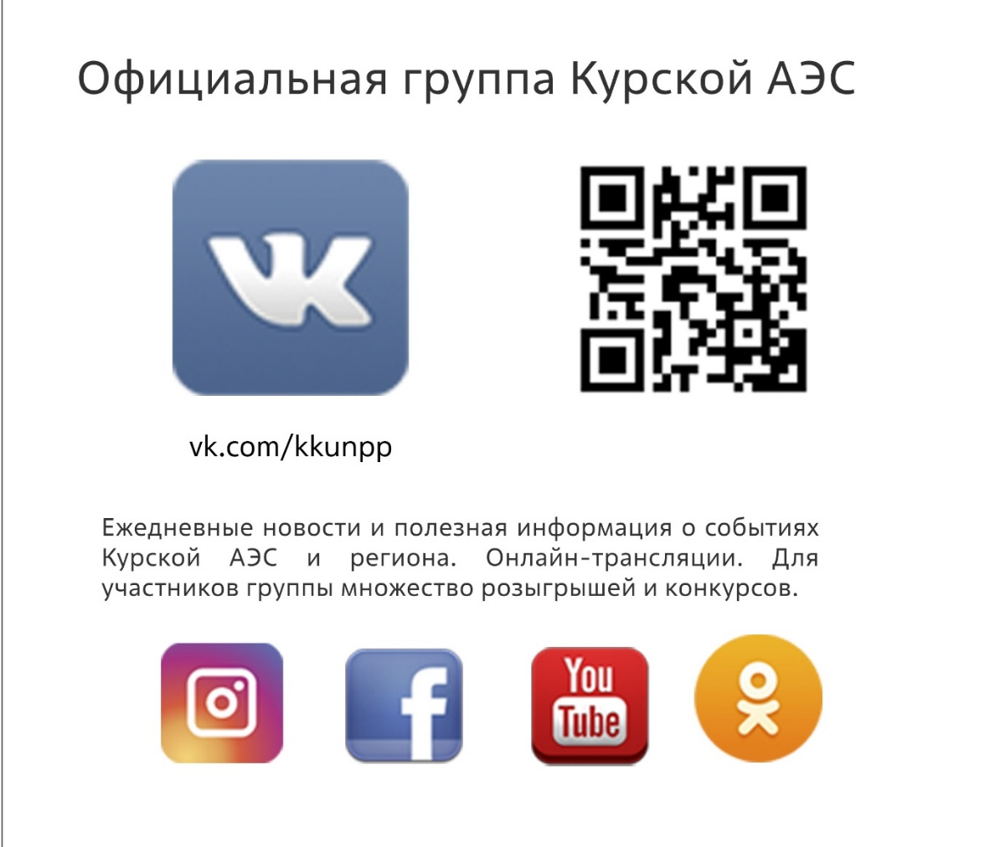 Официальная группа Курской АЭС
vk.com/kkunpp
Ежедневные новости и полезная информация о событиях
Курской АЭС и региона. Онлайн-трансляции. Для
участников группы множество розыгрышей и конкурсов.
You
Tube